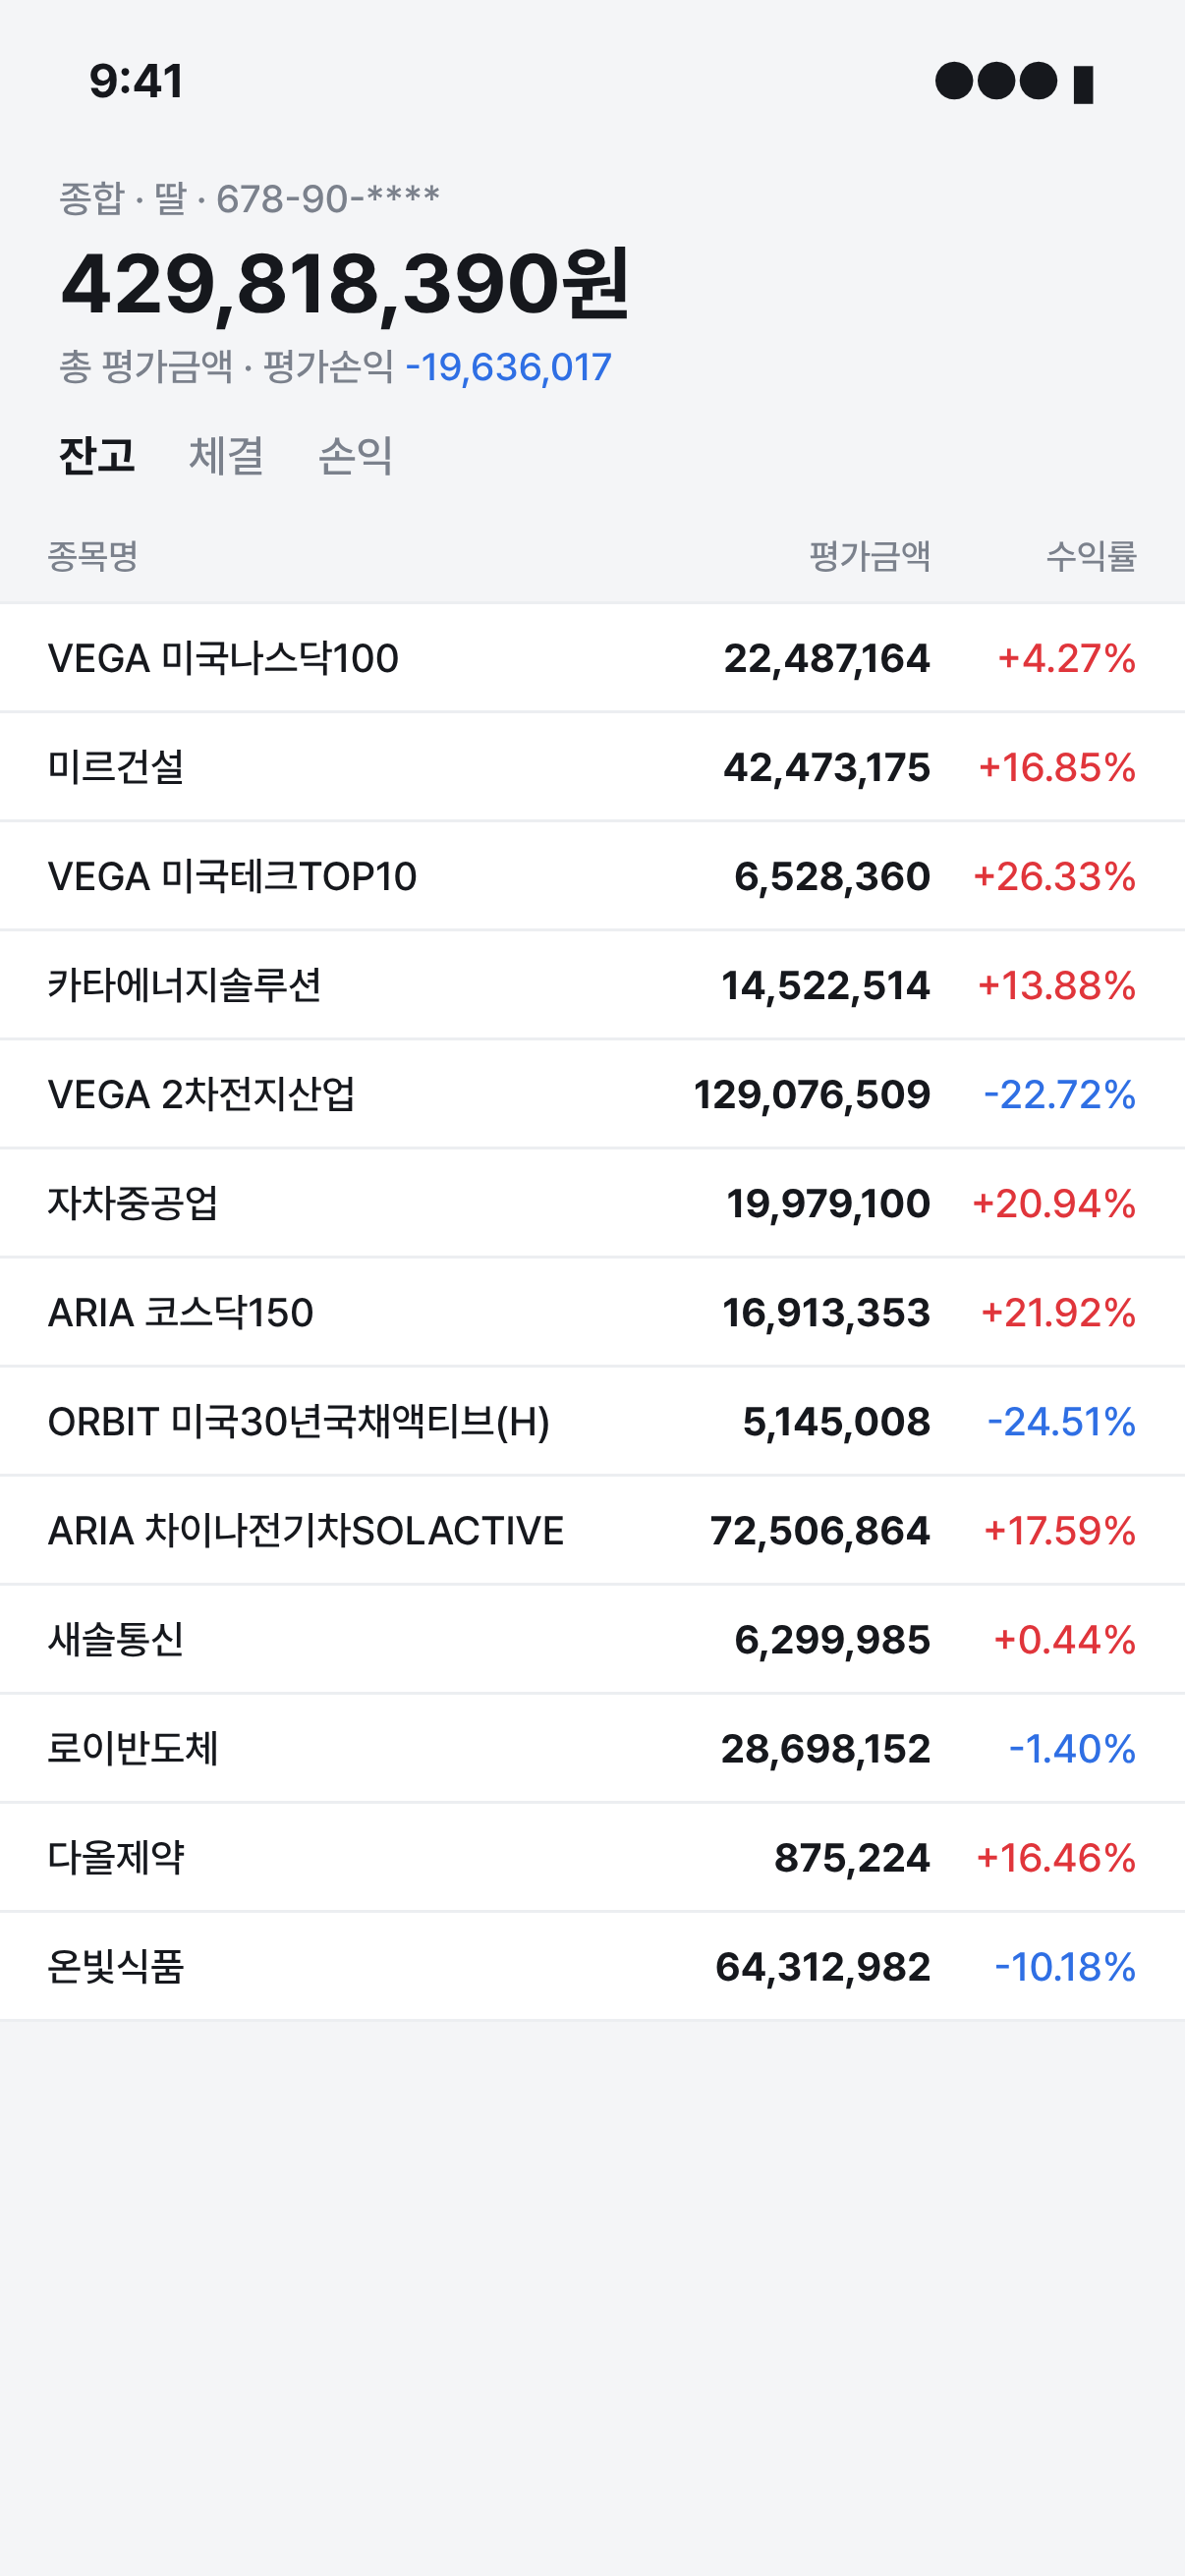 9:41
종합 · 딸 · 678-90-****
429,818,390원
총 평가금액 · 평가손익 -19,636,017
잔고 체결 손익
종목명 평가금액 수익률
VEGA 미국나스닥100 22,487,164 +4.27%
미르건설 42,473,175 +16.85%
VEGA 미국테크TOP10 6,528,360 +26.33%
카타에너지솔루션 14,522,514 +13.88%
VEGA 2차전지산업 129,076,509 -22.72%
자차중공업 19,979,100 +20.94%
ARIA 코스닥150 16,913,353 +21.92%
ORBIT 미국30년국채액티브(H) 5,145,008 -24.51%
ARIA 차이나전기차SOLACTIVE 72,506,864 +17.59%
새솔통신 6,299,985 +0.44%
로이반도체 28,698,152 -1.40%
다올제약 875,224 +16.46%
온빛식품 64,312,982 -10.18%